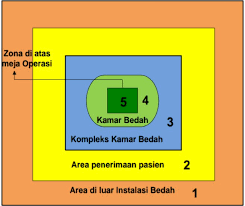 Zona di atas
meja Operasi
5
4
Kamar Bedah
3
Kompleks Kamar Bedah
Area penerimaan pasien
2
Area di luar Instalasi Bedah
1